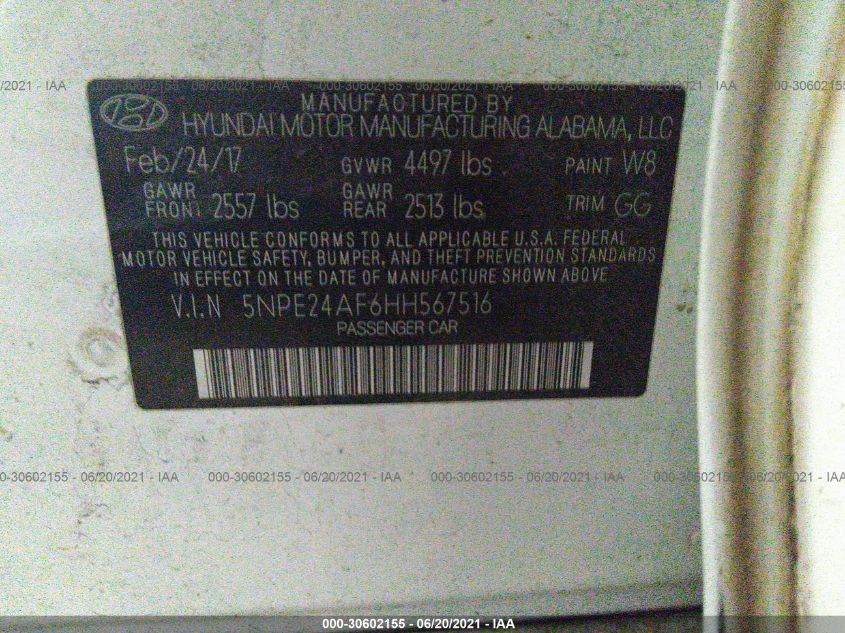 20/2021 - IAA 000-30602155 - 06/20/2021 - IAA 000-30602155 - 06/20/2021 - IAA 000-30602155 - 06/20/2021 - IAA
MANUFACTURED BY
HYUNDAI MOTOR MANUFACTURING ALABAMA, LLC
Feb/24/17 GVWR 4497 lbs. PAINT W8
GAWR FRONT 2557 lbs GAWR REAR 2513 lbs TRIM GG
THIS VEHICLE CONFORMS TO ALL APPLICABLE U.S.A. FEDERAL
MOTOR VEHICLE SAFETY, BUMPER, AND THEFT PREVENTION STANDARDS
IN EFFECT ON THE DATE OF MANUFACTURE SHOWN ABOVE
V.I.N 5NPE24AF6HH567516
PASSENGER CAR
000-30602155 - 06/20/2021 - IAA 000-30602155 - 06/20/2021 - IAA 000-30602155 - 06/20/2021 - IAA 000-30602155 - 06/20/2021 - IAA
000-30602155 - 06/20/2021 - IAA